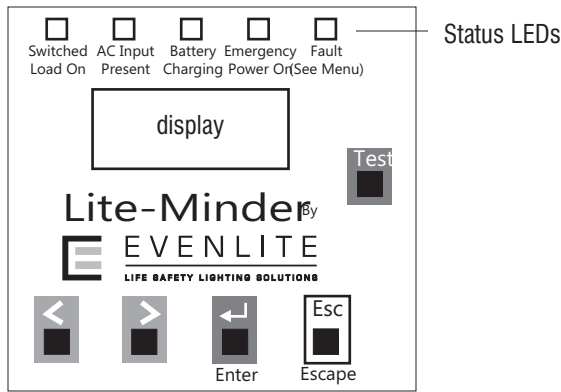 Status LEDs
Switched AC Input Battery Emergency Fault
Load On Present Charging Power On (See Menu)
display
Test
Lite-Minder By
EVENLITE
LIFE SAFETY LIGHTING SOLUTIONS
< > Esc
Enter Escape